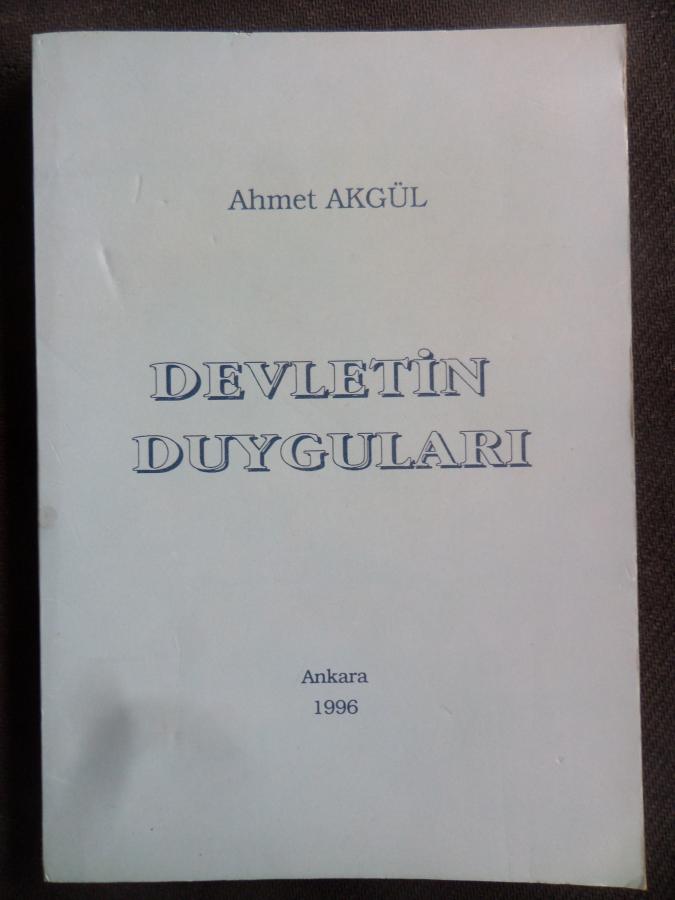 Ahmet AKGÜL
DEVLETİN
DUYGULARI
Ankara
1996